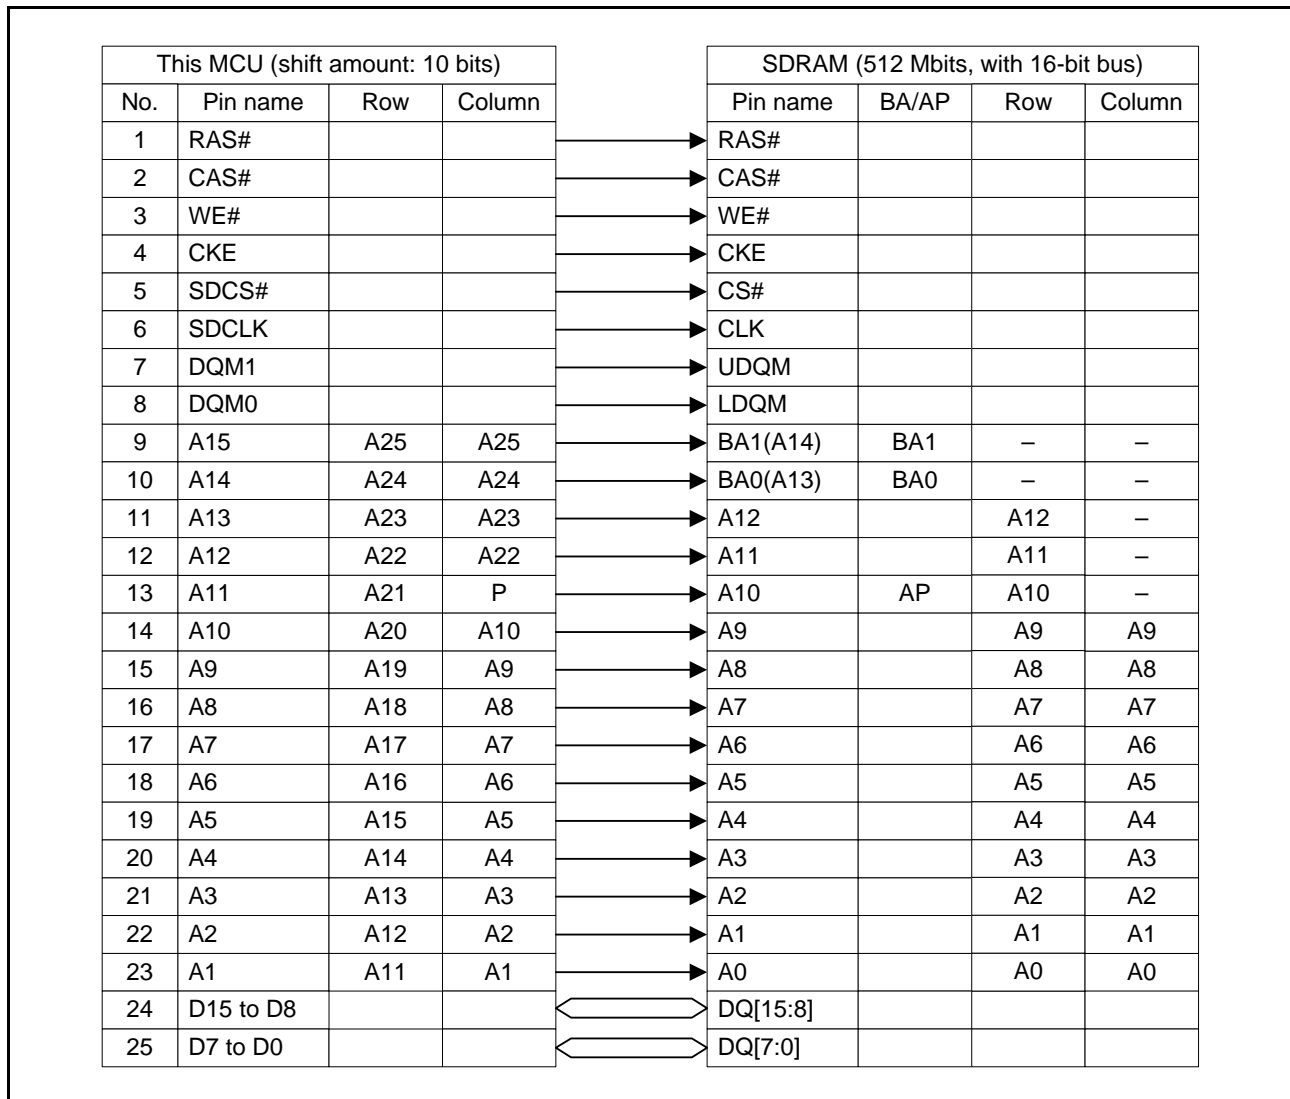 This MCU (shift amount: 10 bits) SDRAM (512 Mbits, with 16-bit bus)
No. Pin name Row Column Pin name BA/AP Row Column
1 RAS# RAS#
2 CAS# CAS#
3 WE# WE#
4 CKE CKE
5 SDCS# CS#
6 SDCLK CLK
7 DQM1 UDQM
8 DQM0 LDQM
9 A15 A25 A25 BA1(A14) BA1 – –
10 A14 A24 A24 BA0(A13) BA0 – –
11 A13 A23 A23 A12 A12 –
12 A12 A22 A22 A11 A11 –
13 A11 A21 P A10 AP A10 –
14 A10 A20 A10 A9 A9 A9
15 A9 A19 A9 A8 A8 A8
16 A8 A18 A8 A7 A7 A7
17 A7 A17 A7 A6 A6 A6
18 A6 A16 A6 A5 A5 A5
19 A5 A15 A5 A4 A4 A4
20 A4 A14 A4 A3 A3 A3
21 A3 A13 A3 A2 A2 A2
22 A2 A12 A2 A1 A1 A1
23 A1 A11 A1 A0 A0 A0
24 D15 to D8 DQ[15:8]
25 D7 to D0 DQ[7:0]